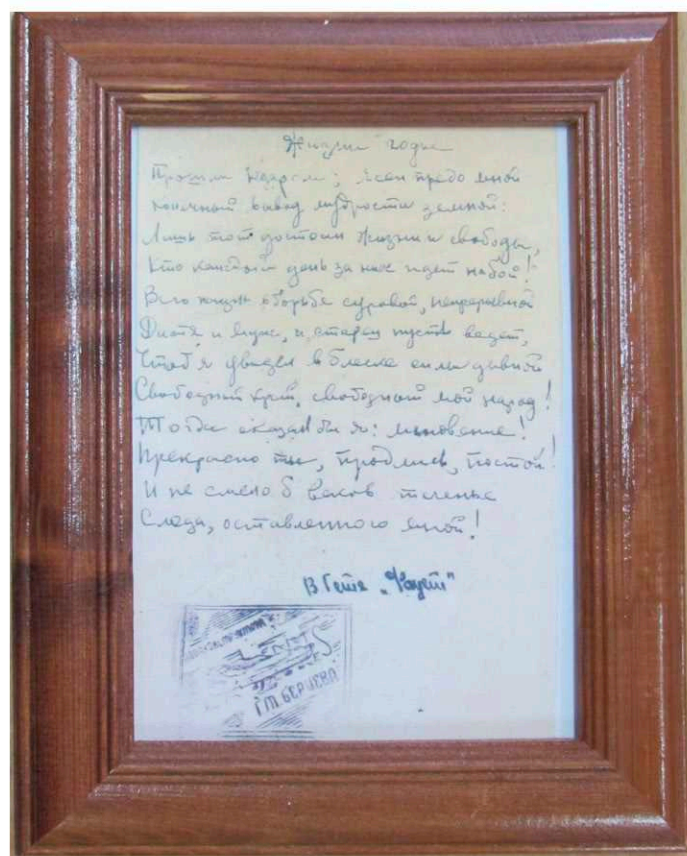 Жизни годы
Прошли недаром; ясен предо мной
Конечный вывод мудрости земной:
Лишь тот достоин жизни и свободы,
Кто каждый день за них идет на бой!
Всю жизнь в борьбе суровой, непрерывной
Дитя и муж, и старец пусть ведет,
Чтоб я увидел в блеске силы дивной
Свободный край, свободный мой народ!
Тогда сказал бы я: мгновение!
Прекрасно ты, продлись, постой!
И не смело б веков теченье
Следа, оставленного мной!
В Гете „Фауст"
Г.М. БЕРИЕВА